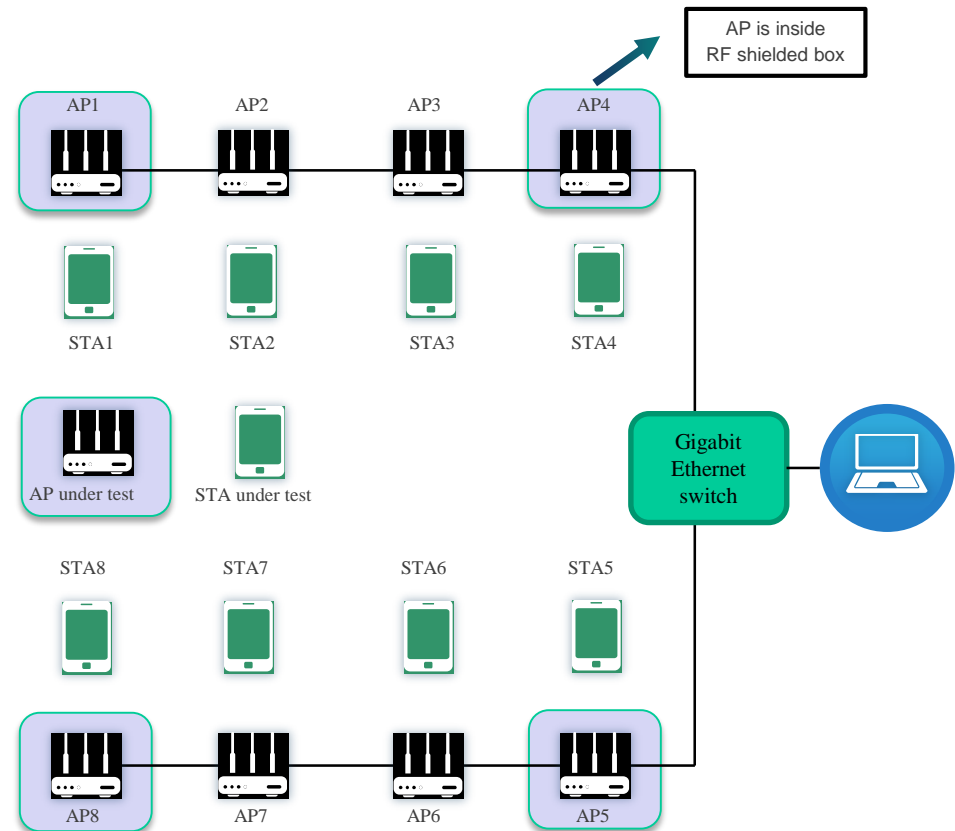 AP is inside
RF shielded box
AP1
AP2
AP3
AP4
STA1
STA2
STA3
STA4
AP under test
STA under test
Gigabit
Ethernet
switch
STA8
STA7
STA6
STA5
AP8
AP7
AP6
AP5